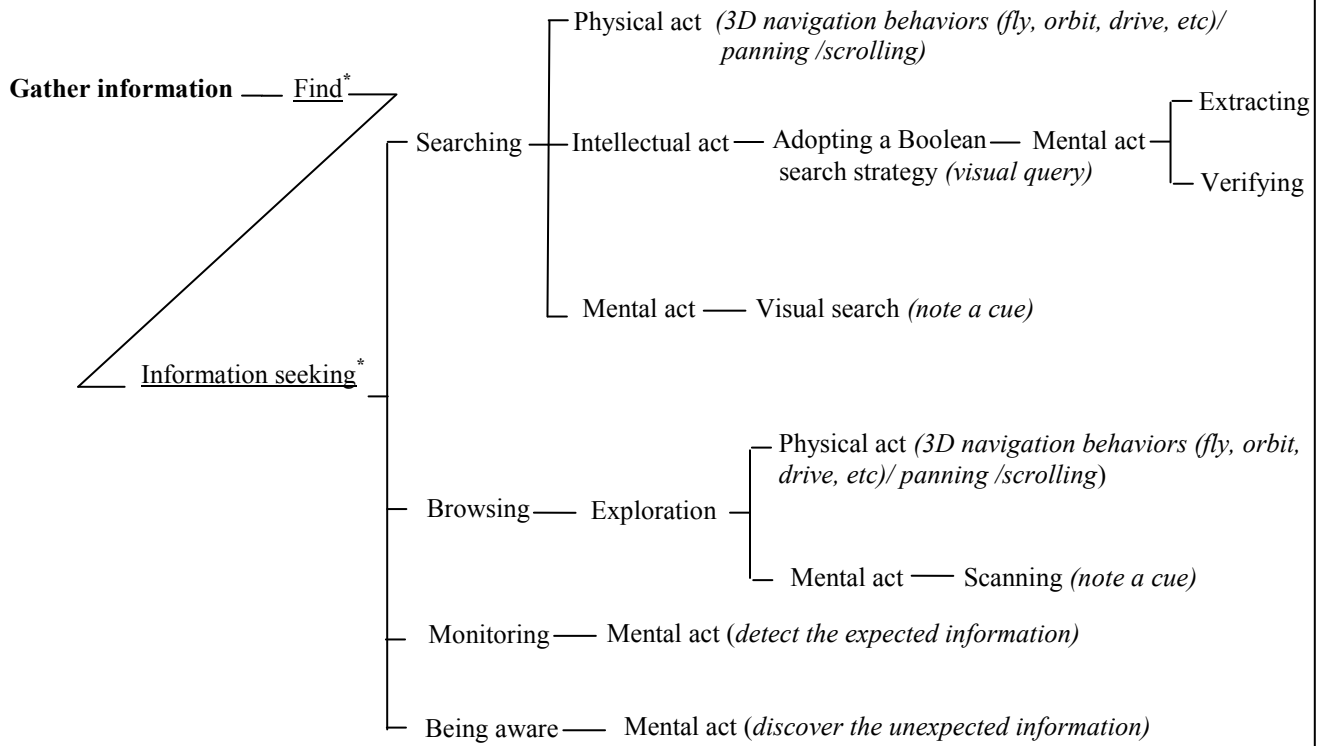 Physical act (3D navigation behaviors (fly, orbit, drive, etc)/
panning /scrolling)
Gather information Find*
Extracting
Searching Intellectual act Adopting a Boolean Mental act
search strategy (visual query)
Verifying
Mental act Visual search (note a cue)
Information seeking*
Physical act (3D navigation behaviors (fly, orbit,
drive, etc)/ panning /scrolling)
Browsing Exploration
Mental act Scanning (note a cue)
Monitoring Mental act (detect the expected information)
Being aware Mental act (discover the unexpected information)